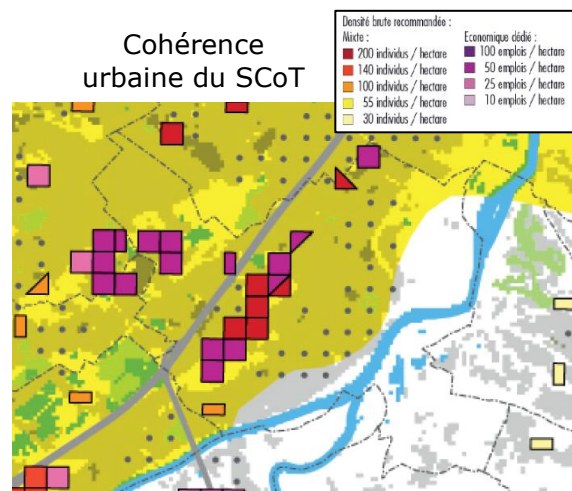 Cohérence
urbaine du SCoT
Densité brute recommandée :
Mixte :
200 individus / hectare
140 individus / hectare
100 individus / hectare
55 individus / hectare
30 individus / hectare
Economique dédié :
100 emplois / hectare
50 emplois / hectare
25 emplois / hectare
10 emplois / hectare